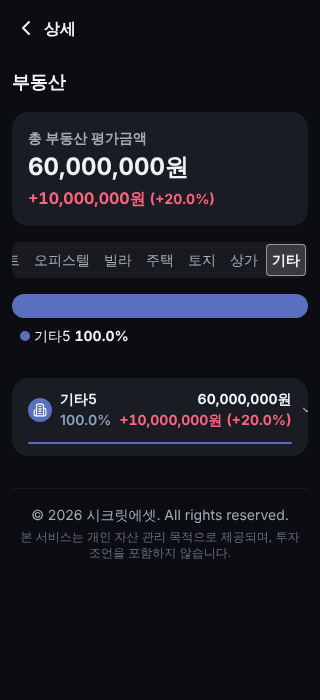 상세
부동산
총 부동산 평가금액
60,000,000원
+10,000,000원 (+20.0%)
트 오피스텔 빌라 주택 토지 상가 기타
기타5 100.0%
기타5 60,000,000원
100.0% +10,000,000원 (+20.0%)
© 2026 시크릿에셋. All rights reserved.
본 서비스는 개인 자산 관리 목적으로 제공되며, 투자
조언을 포함하지 않습니다.